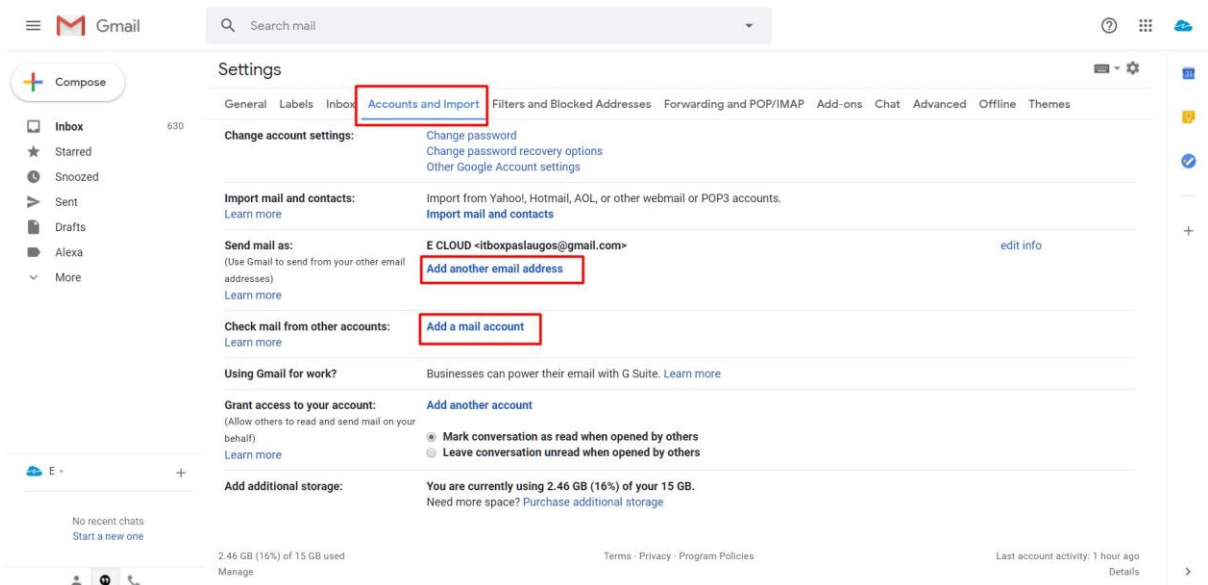 Gmail
Search mail
Compose
Inbox 630
Starred
Snoozed
Sent
Drafts
Alexa
More
E
No recent chats
Start a new one
Settings
General Labels Inbox Accounts and Import Filters and Blocked Addresses Forwarding and POP/IMAP Add-ons Chat Advanced Offline Themes
Change account settings: Change password
Change password recovery options
Other Google Account settings
Import mail and contacts: Import from Yahoo!, Hotmail, AOL, or other webmail or POP3 accounts.
Learn more Import mail and contacts
Send mail as: E CLOUD <itboxpaslaugos@gmail.com> edit info
(Use Gmail to send from your other email
addresses)
Add another email address
Learn more
Check mail from other accounts: Add a mail account
Learn more
Using Gmail for work? Businesses can power their email with G Suite. Learn more
Grant access to your account: Add another account
(Allow others to read and send mail on your
behalf)
Learn more
Mark conversation as read when opened by others
Leave conversation unread when opened by others
Add additional storage: You are currently using 2.46 GB (16%) of your 15 GB.
Need more space? Purchase additional storage
2.46 GB (16%) of 15 GB used Terms · Privacy · Program Policies Last account activity: 1 hour ago
Manage Details
31